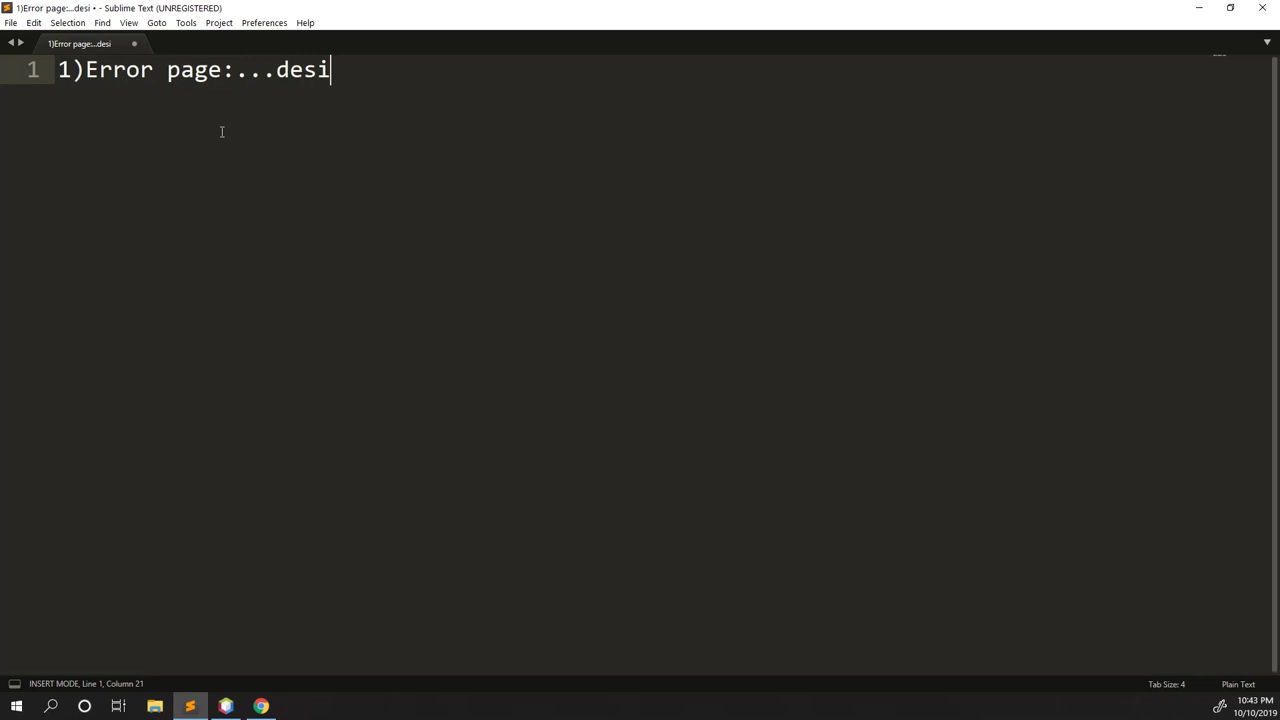 1)Error page:...desi • - Sublime Text (UNREGISTERED)
File Edit Selection Find View Goto Tools Project Preferences Help
1)Error page:...desi
1 1)Error page:...desi
INSERT MODE, Line 1, Column 21
Tab Size: 4
Plain Text
10:43 PM
10/10/2019